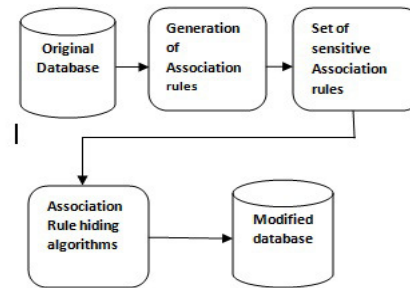 Original
Database
Generation
of
Association
rules
Set of
sensitive
Association
rules
Association
Rule hiding
algorithms
Modified
database